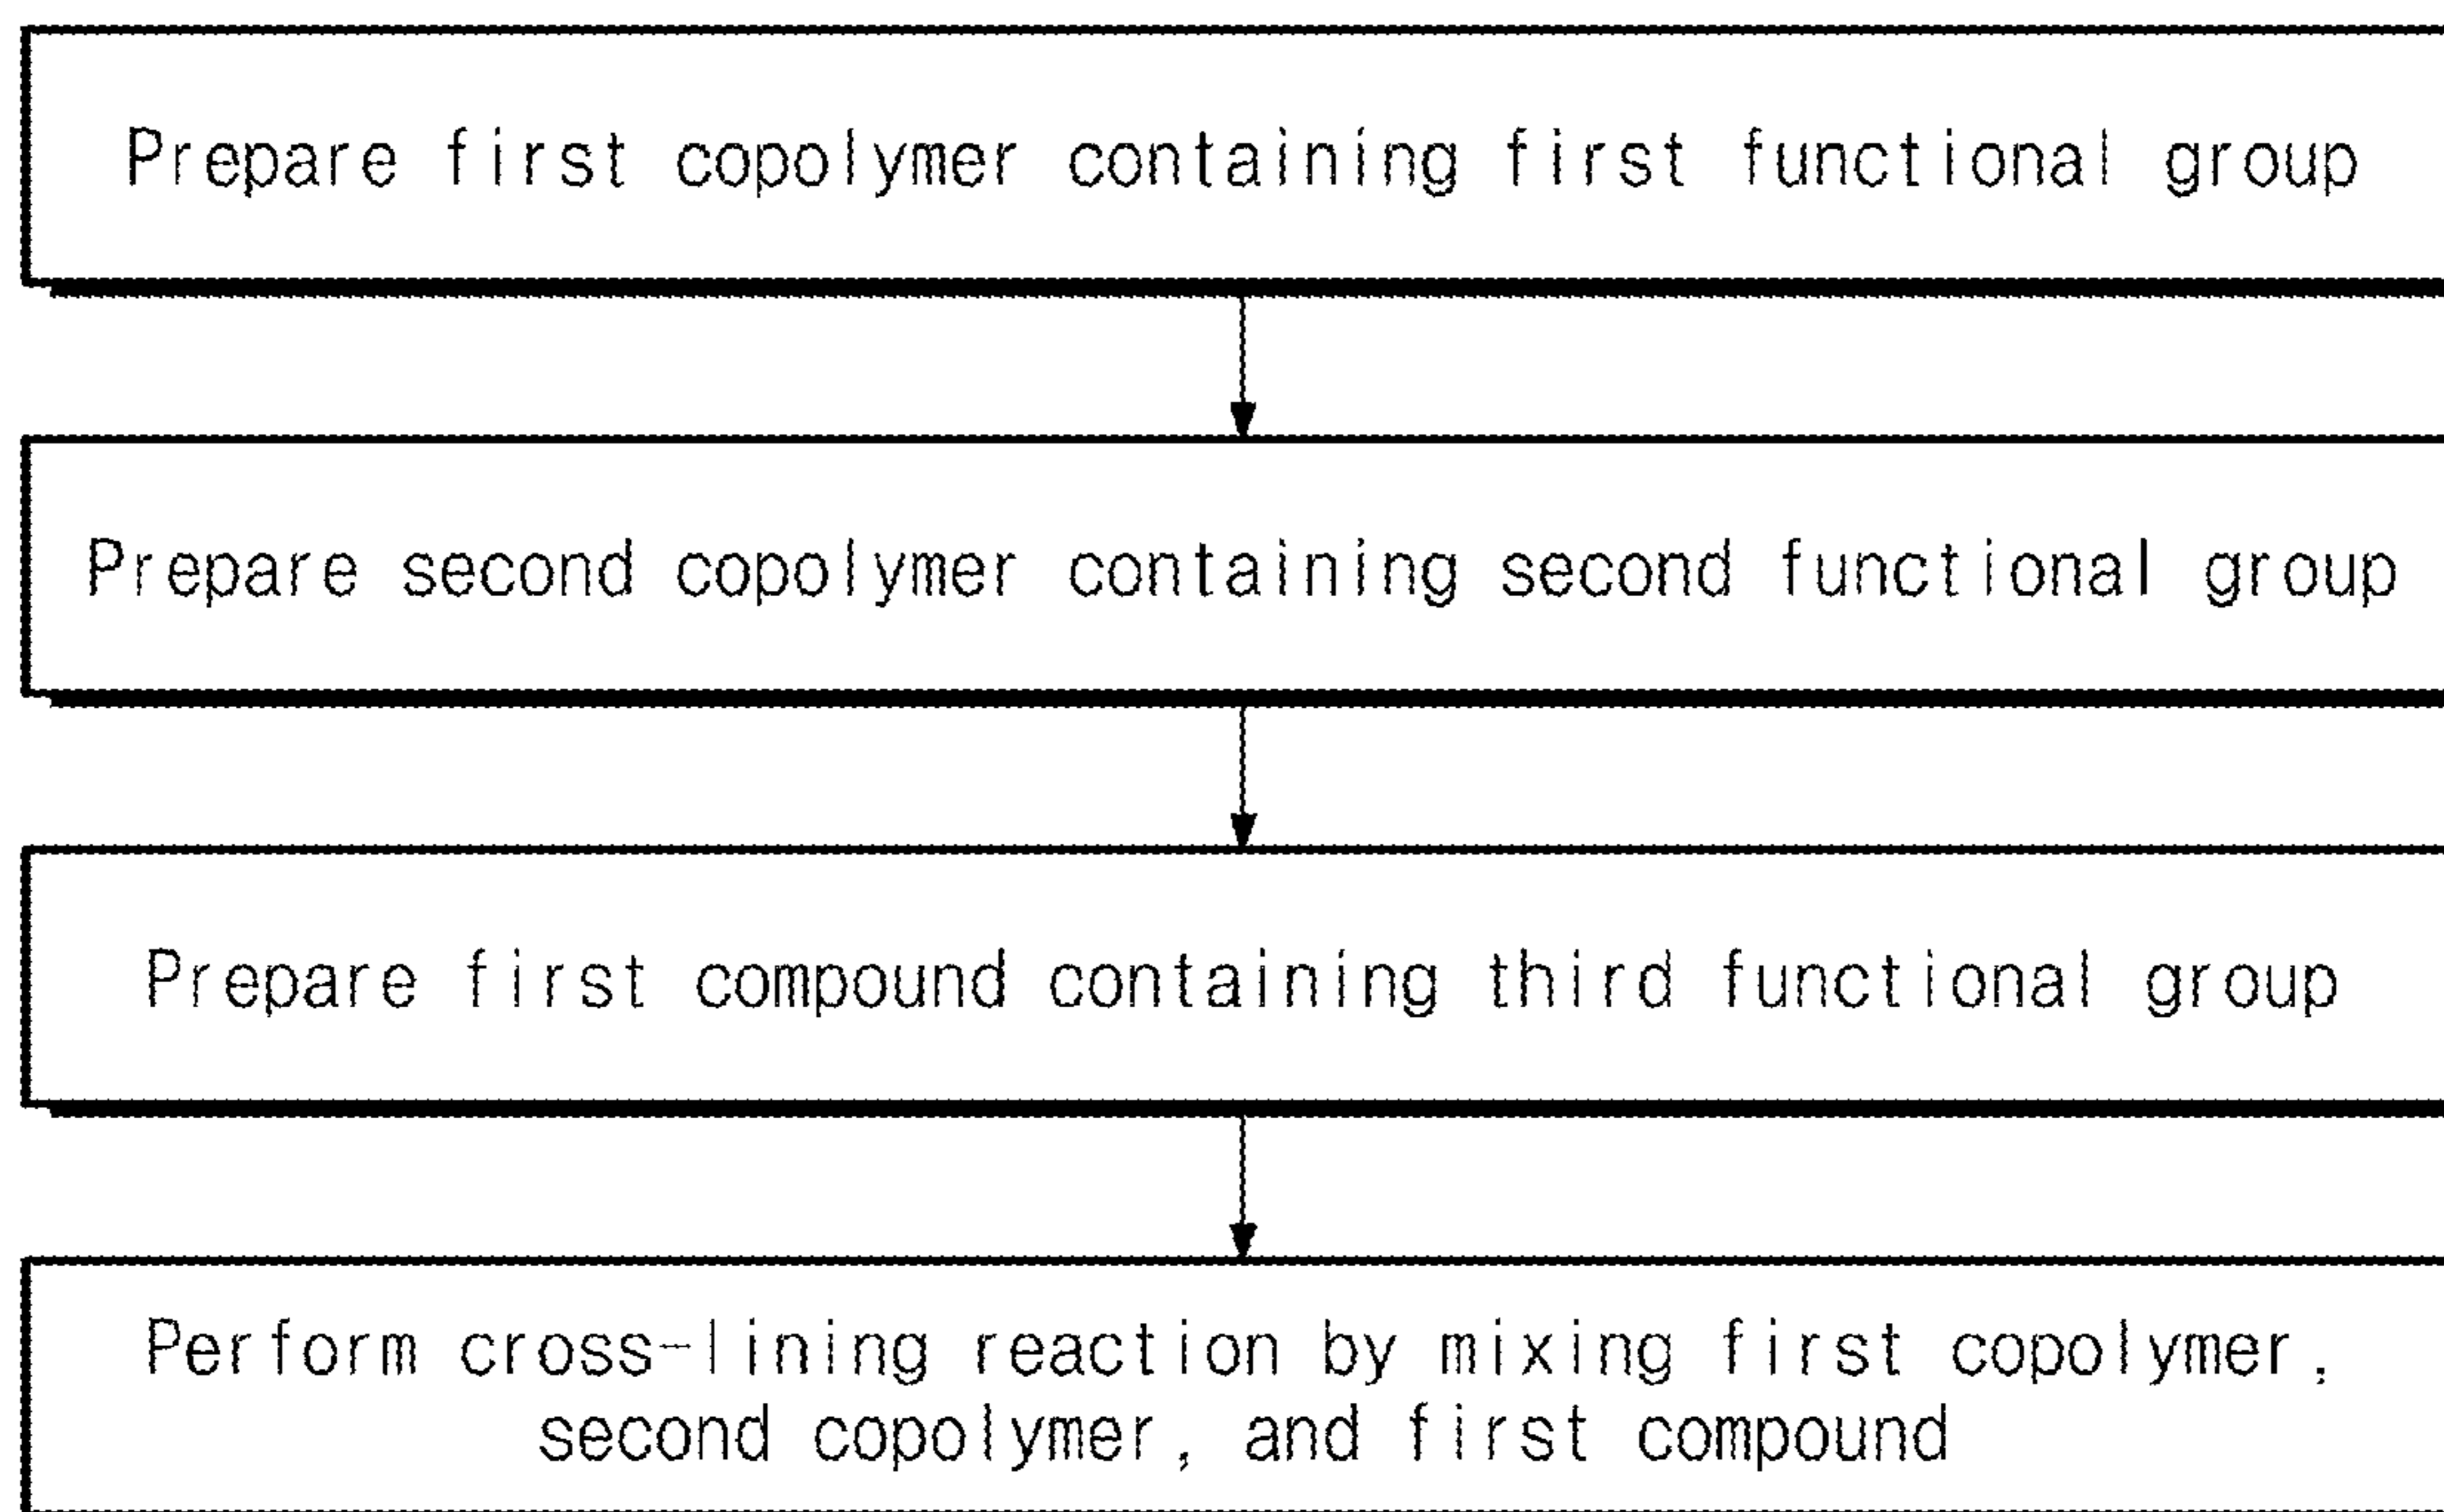 Prepare first copolymer containing first functional group
Prepare second copolymer containing second functional group
Prepare first compound containing third functional group
Perform cross-lining reaction by mixing first copolymer,
second copolymer, and first compound